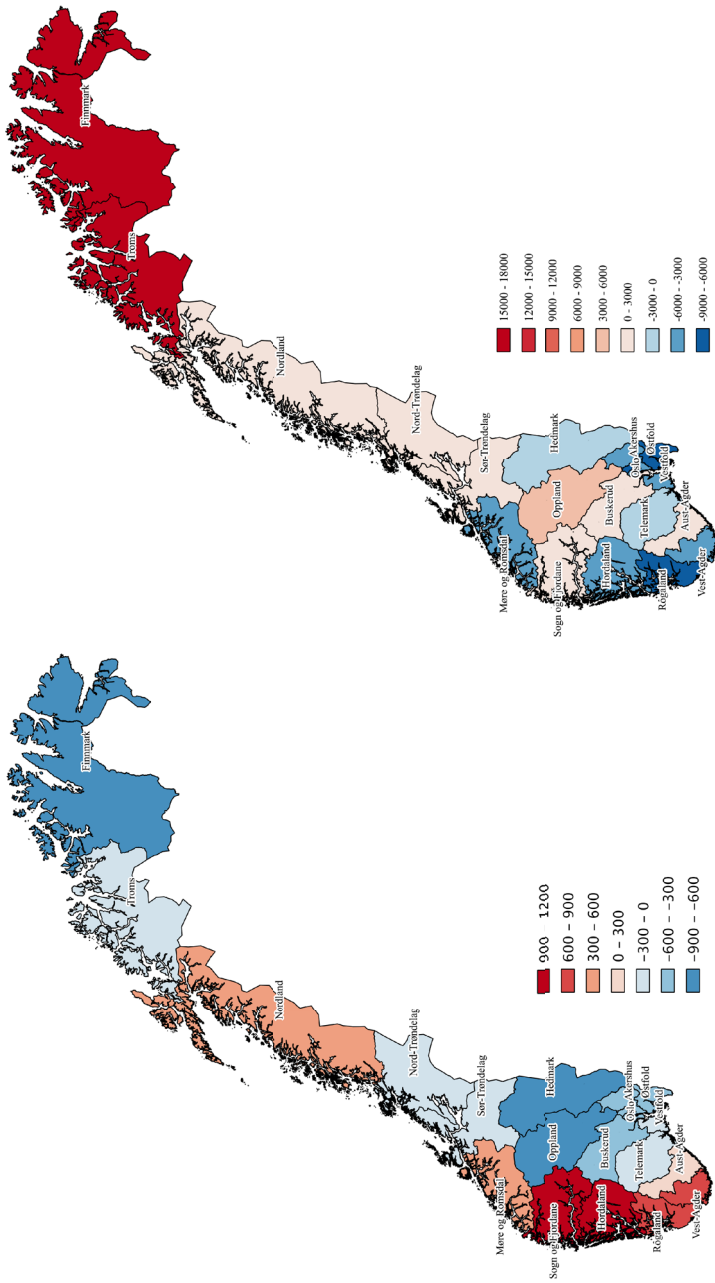 Finnmark
Troms
Nordland
Nord-Trøndelag
Sør-Trøndelag
Møre og Romsdal
Oppland
Hedmark
Sogn og Fjordane
Hordaland
Buskerud
Akershus
Oslo
Telemark
Østfold
Rogaland
Vestfold
Aust-Agder
Vest-Agder
900 1200
600 – 900
300 – 600
0 – 300
−300 – 0
−600 – −300
−900 – −600
Finnmark
Troms
Nordland
Nord-Trøndelag
Sør-Trøndelag
Møre og Romsdal
Oppland
Hedmark
Sogn og Fjordane
Hordaland
Buskerud
Akershus
Oslo
Telemark
Østfold
Rogaland
Vestfold
Aust-Agder
Vest-Agder
15000 - 18000
12000 - 15000
9000 - 12000
6000 - 9000
3000 - 6000
0 - 3000
-3000 - 0
-6000 - -3000
-9000 - -6000